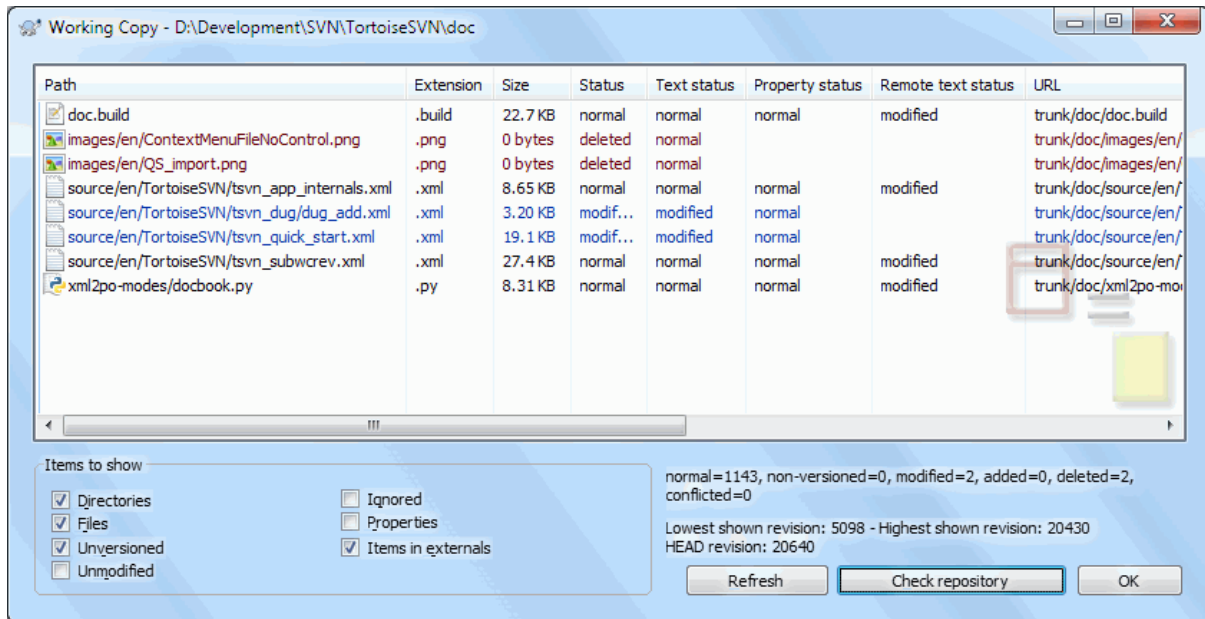 Working Copy - D:\Development\SVN\TortoiseSVN\doc
Path Extension Size Status Text status Property status Remote text status URL
doc.build .build 22.7 KB normal normal normal modified trunk/doc/doc.build
images/en/ContextMenuFileNoControl.png .png 0 bytes deleted normal trunk/doc/images/en/
images/en/QS_import.png .png 0 bytes deleted normal trunk/doc/images/en/
source/en/TortoiseSVN/tsvn_app_internals.xml .xml 8.65 KB normal normal normal modified trunk/doc/source/en/
source/en/TortoiseSVN/tsvn_dug/dug_add.xml .xml 3.20 KB modif... modified normal trunk/doc/source/en/
source/en/TortoiseSVN/tsvn_quick_start.xml .xml 19.1 KB modif... modified normal trunk/doc/source/en/
source/en/TortoiseSVN/tsvn_subwcrev.xml .xml 27.4 KB normal normal normal modified trunk/doc/source/en/
xml2po-modes/docbook.py .py 8.31 KB normal normal normal modified trunk/doc/xml2po-mo
Items to show
Directories Ignored
Files Properties
Unversioned Items in externals
Unmodified
normal=1143, non-versioned=0, modified=2, added=0, deleted=2,
conflicted=0
Lowest shown revision: 5098 - Highest shown revision: 20430
HEAD revision: 20640
Refresh Check repository OK